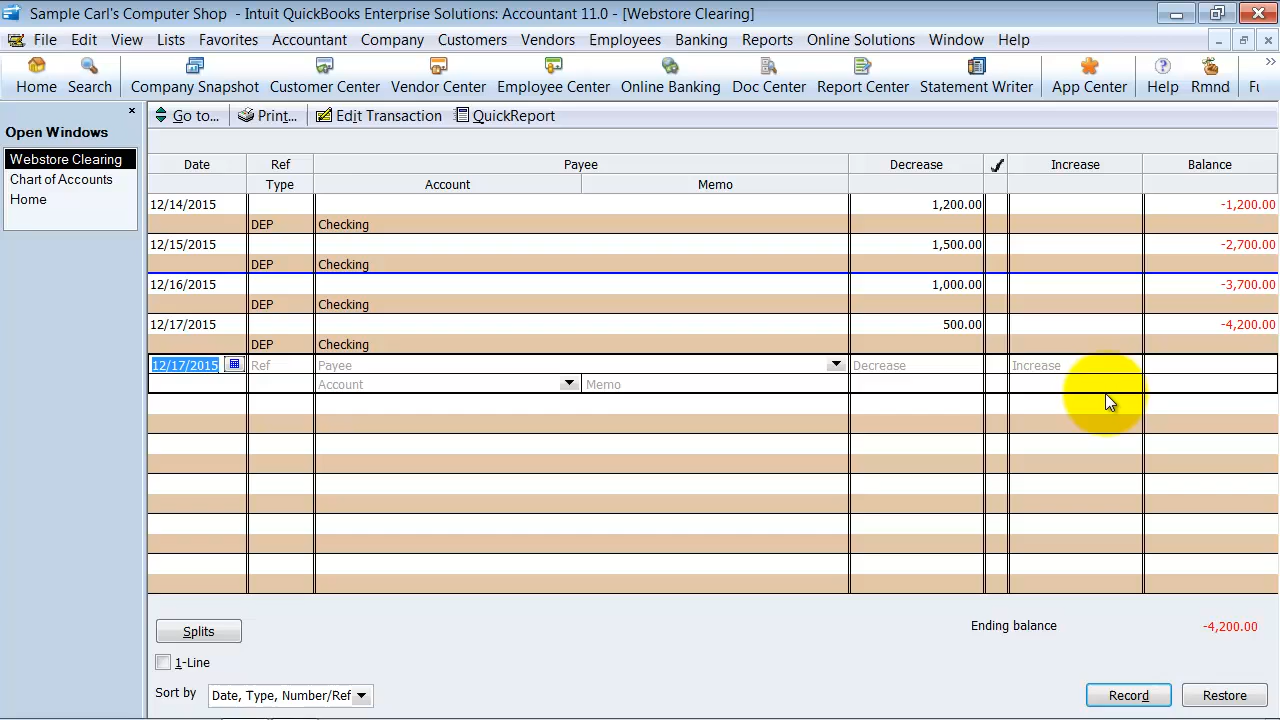 Sample Carl's Computer Shop - Intuit QuickBooks Enterprise Solutions: Accountant 11.0 - [Webstore Clearing]
File Edit View Lists Favorites Accountant Company Customers Vendors Employees Banking Reports Online Solutions Window Help
Home Search Company Snapshot Customer Center Vendor Center Employee Center Online Banking Doc Center Report Center Statement Writer App Center Help Rmnd
Open Windows
Webstore Clearing
Chart of Accounts
Home
Go to... Print... Edit Transaction QuickReport
Date Ref Payee Decrease ✓ Increase Balance
Type Account Memo
12/14/2015 1,200.00 -1,200.00
DEP Checking
12/15/2015 1,500.00 -2,700.00
DEP Checking
12/16/2015 1,000.00 -3,700.00
DEP Checking
12/17/2015 500.00 -4,200.00
DEP Checking
12/17/2015 Ref Payee Decrease Increase
Account Memo
Splits Ending balance -4,200.00
1-Line
Sort by Date, Type, Number/Ref Record Restore